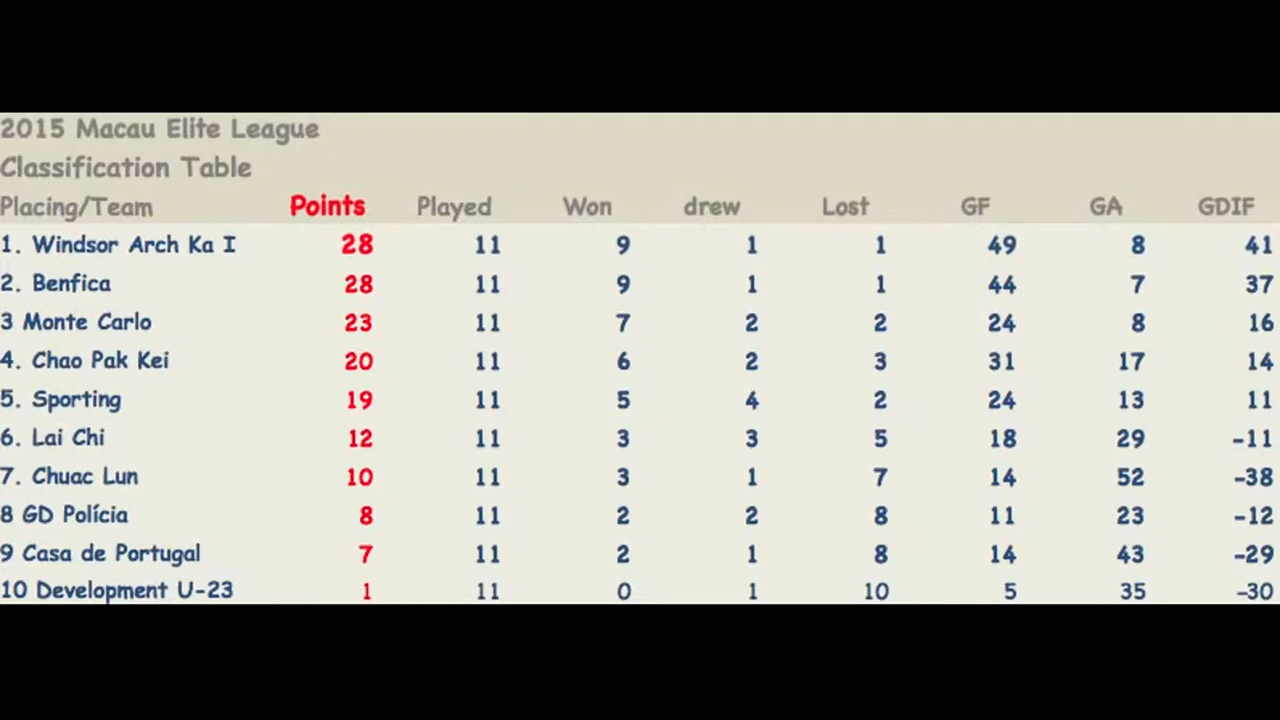 2015 Macau Elite League
Classification Table
Placing/Team Points Played Won drew Lost GF GA GDIF
1. Windsor Arch Ka I 28 11 9 1 1 49 8 41
2. Benfica 28 11 9 1 1 44 7 37
3 Monte Carlo 23 11 7 2 2 24 8 16
4. Chao Pak Kei 20 11 6 2 3 31 17 14
5. Sporting 19 11 5 4 2 24 13 11
6. Lai Chi 12 11 3 3 5 18 29 -11
7. Chuac Lun 10 11 3 1 7 14 52 -38
8 GD Polícia 8 11 2 2 8 11 23 -12
9 Casa de Portugal 7 11 2 1 8 14 43 -29
10 Development U-23 1 11 0 1 10 5 35 -30